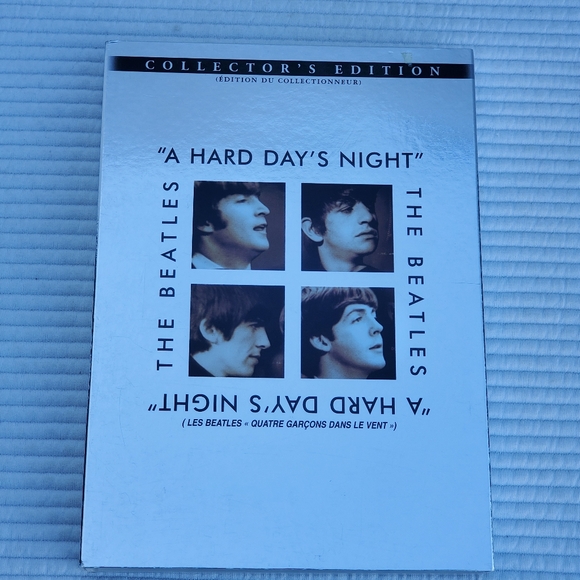 COLLECTOR'S EDITION
(ÉDITION DU COLLECTIONNEUR)
"A HARD DAY'S NIGHT"
THE BEATLES
THE BEATLES
"A HARD DAY'S NIGHT"
( LES BEATLES « QUATRE GARÇONS DANS LE VENT »)